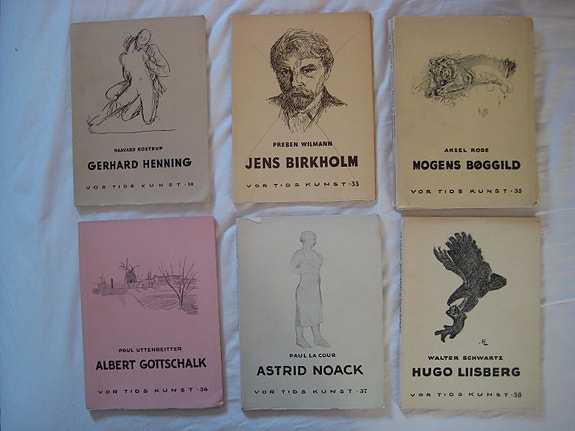 HAAVARD ROSTRUP
GERHARD HENNING
VOR TIDS KUNST · 30
PREBEN WILMANN
JENS BIRKHOLM
VOR TIDS KUNST · 33
AKSEL RODE
MOGENS BØGGILD
VOR TIDS KUNST · 35
POUL UTTENREITTER
ALBERT GOTTSCHALK
VOR TIDS KUNST · 36
PAUL LA COUR
ASTRID NOACK
VOR TIDS KUNST · 37
WALTER SCHWARTZ
HUGO LIISBERG
VOR TIDS KUNST · 38